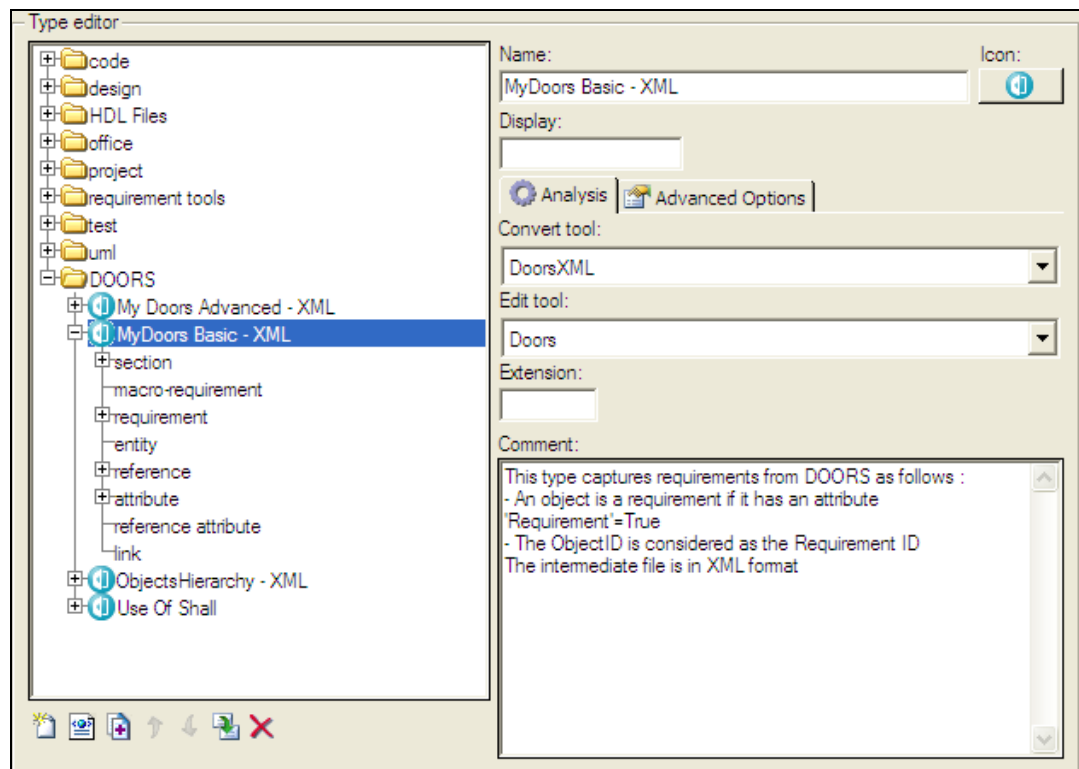 Type editor
code
design
HDL Files
office
project
requirement tools
test
uml
DOORS
My Doors Advanced - XML
MyDoors Basic - XML
section
macro-requirement
requirement
entity
reference
attribute
reference attribute
link
ObjectsHierarchy - XML
Use Of Shall
Name:
Icon:
MyDoors Basic - XML
Display:
Analysis
Advanced Options
Convert tool:
DoorsXML
Edit tool:
Doors
Extension:
Comment:
This type captures requirements from DOORS as follows :
- An object is a requirement if it has an attribute
"Requirement"=True
- The ObjectID is considered as the Requirement ID
The intermediate file is in XML format